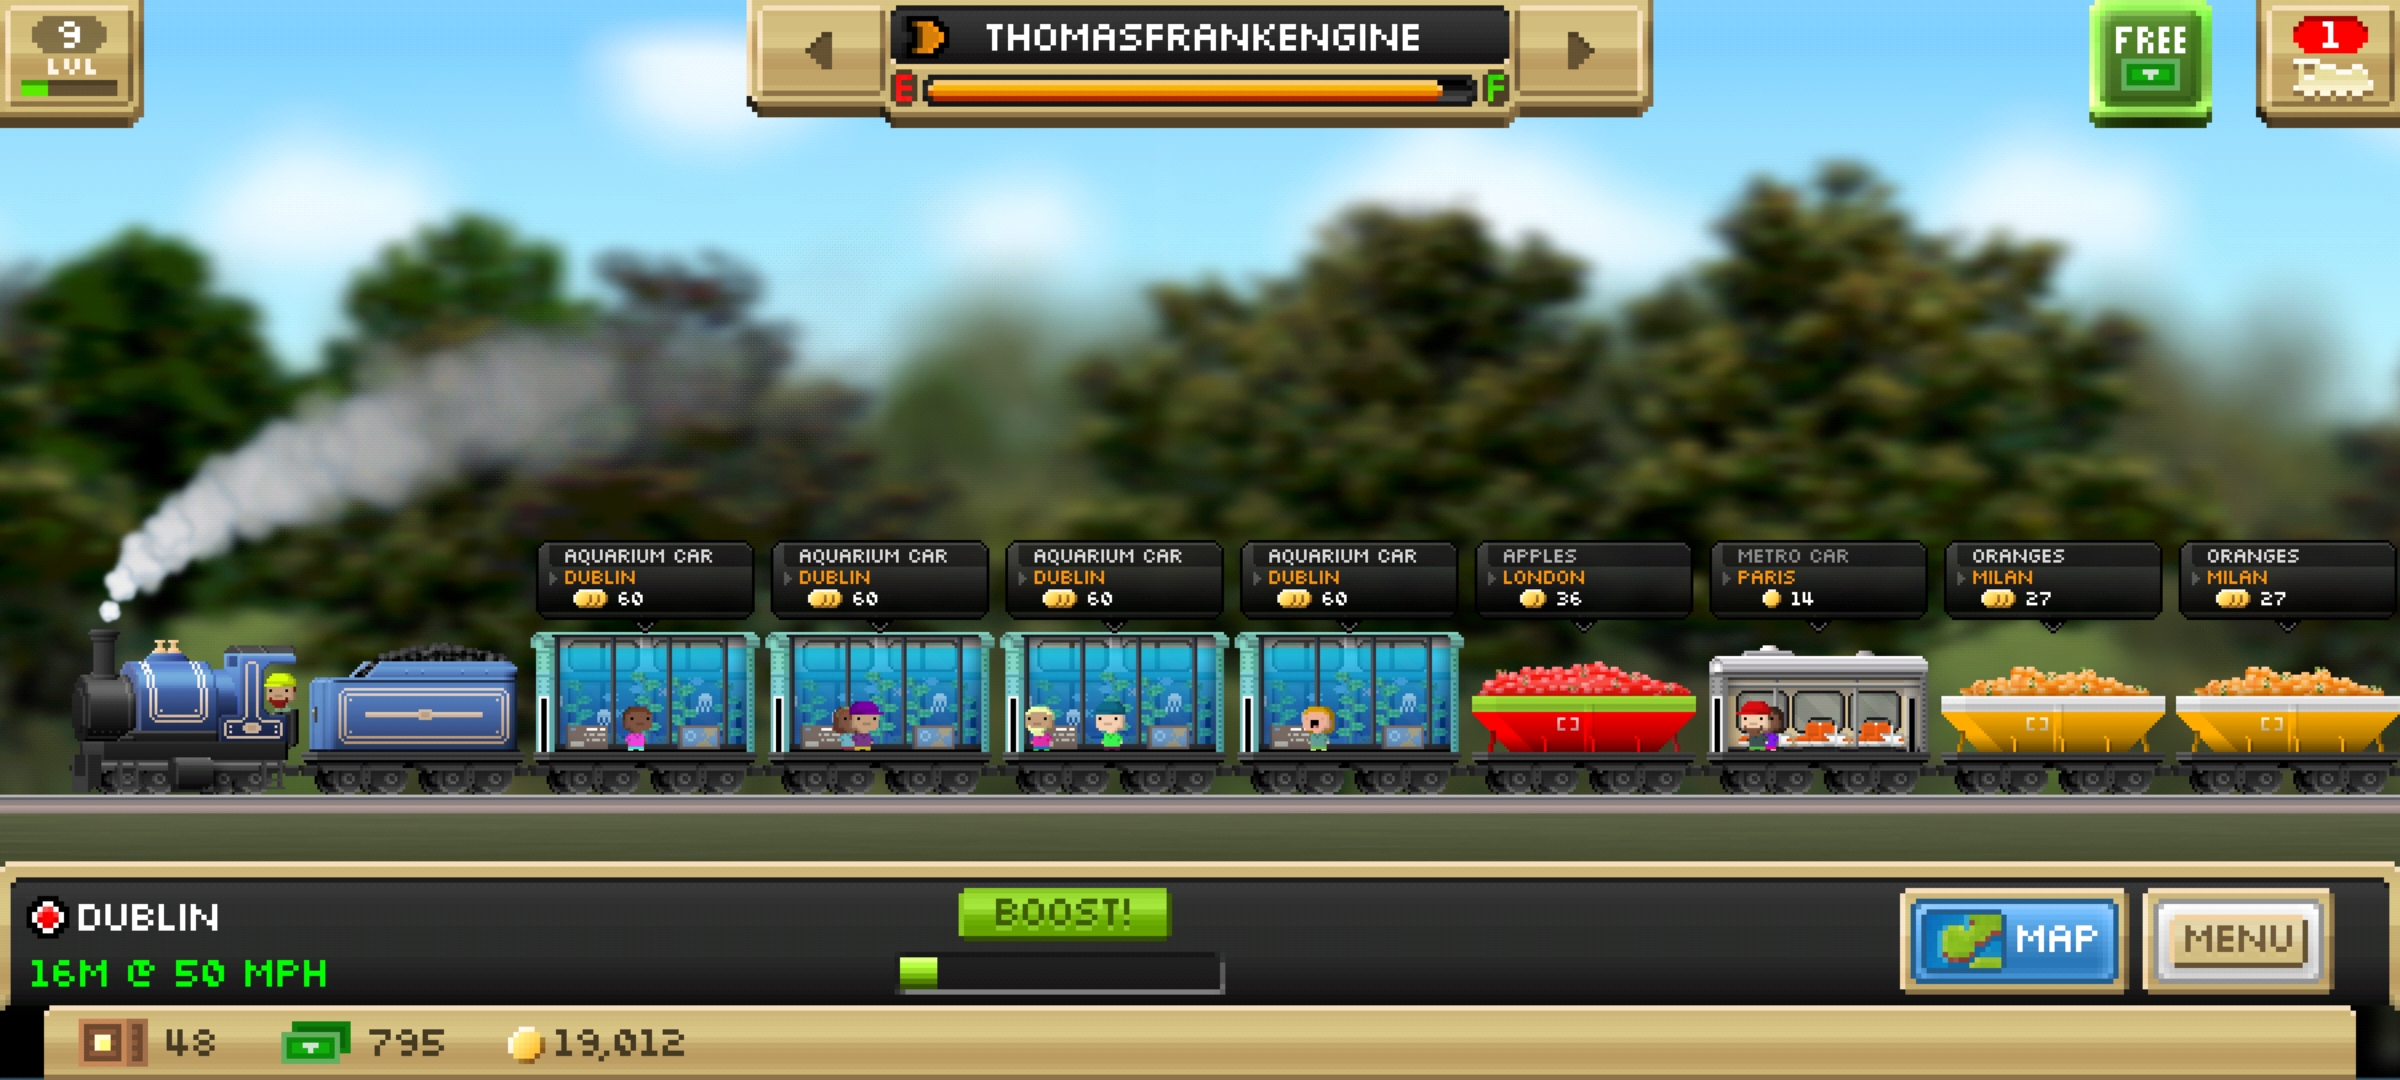 9
LVL
THOMASFRANKENGINE
E
F
FREE
1
AQUARIUM CAR
DUBLIN
60
AQUARIUM CAR
DUBLIN
60
AQUARIUM CAR
DUBLIN
60
AQUARIUM CAR
DUBLIN
60
APPLES
LONDON
36
METRO CAR
PARIS
14
ORANGES
MILAN
27
ORANGES
MILAN
27
DUBLIN
16M @ 50 MPH
BOOST!
MAP
MENU
48
795
19,012